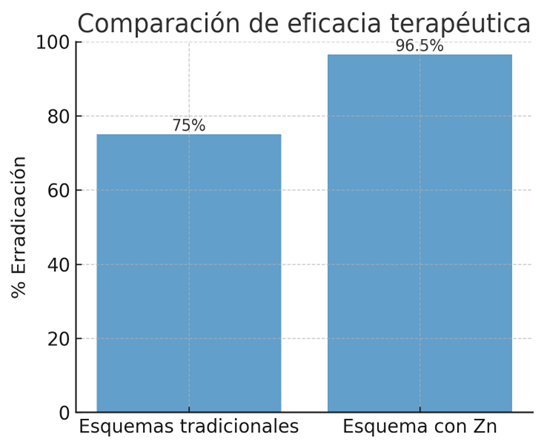 Comparación de eficacia terapéutica
100
80
60
40
20
0
% Erradicación
75%
96.5%
Esquemas tradicionales
Esquema con Zn